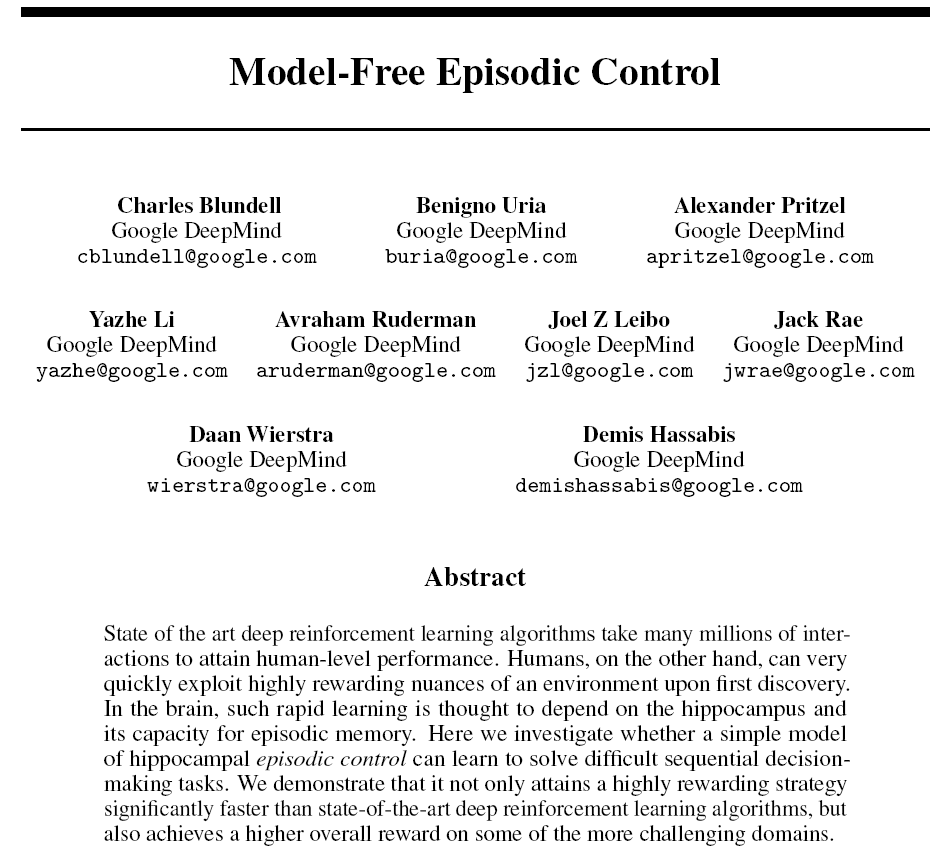 Model-Free Episodic Control
Charles Blundell
Google DeepMind
cblundell@google.com
Benigno Uria
Google DeepMind
buria@google.com
Alexander Pritzel
Google DeepMind
apritzel@google.com
Yazhe Li
Google DeepMind
yazhe@google.com
Avraham Ruderman
Google DeepMind
aruderman@google.com
Joel Z Leibo
Google DeepMind
jzl@google.com
Jack Rae
Google DeepMind
jwrae@google.com
Daan Wierstra
Google DeepMind
wierstra@google.com
Demis Hassabis
Google DeepMind
demishassabis@google.com
Abstract
State of the art deep reinforcement learning algorithms take many millions of inter-
actions to attain human-level performance. Humans, on the other hand, can very
quickly exploit highly rewarding nuances of an environment upon first discovery.
In the brain, such rapid learning is thought to depend on the hippocampus and
its capacity for episodic memory. Here we investigate whether a simple model
of hippocampal episodic control can learn to solve difficult sequential decision-
making tasks. We demonstrate that it not only attains a highly rewarding strategy
significantly faster than state-of-the-art deep reinforcement learning algorithms, but
also achieves a higher overall reward on some of the more challenging domains.